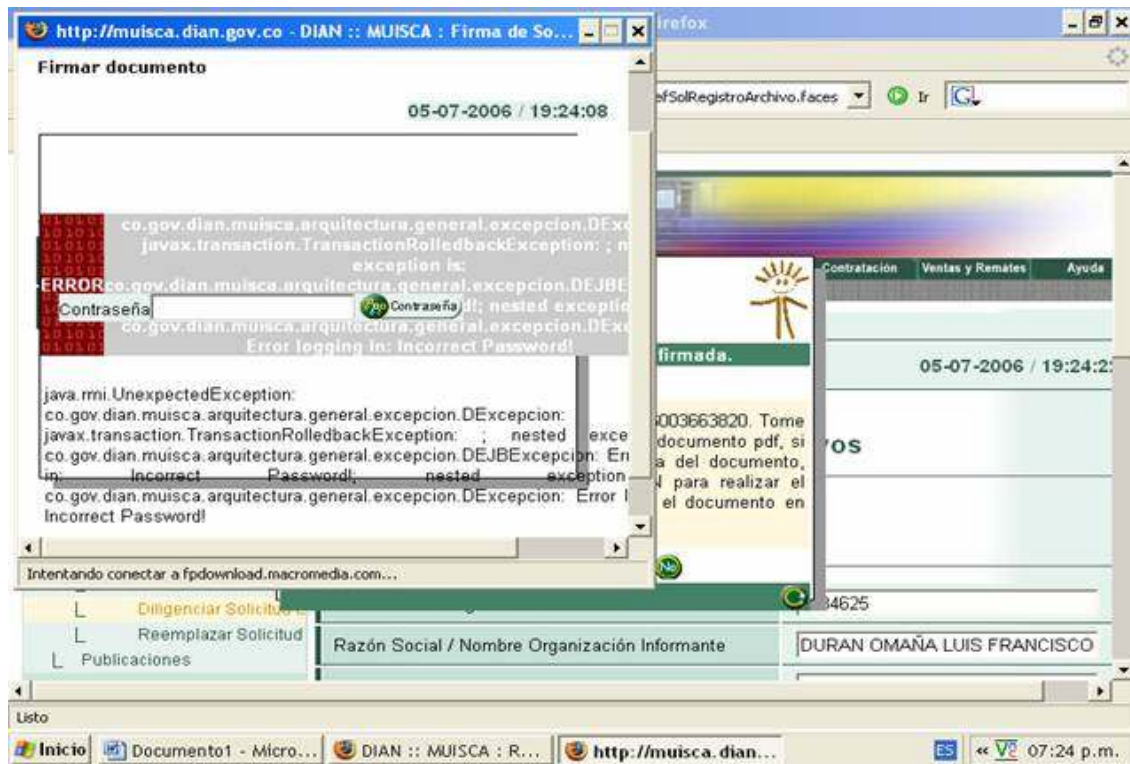 http://muisca.dian.gov.co - DIAN :: MUISCA : Firma de So...
Firmar documento
05-07-2006 / 19:24:08
co.gov.dian.muisca.arquitectura.general.excepcion.DExc
javax.transaction.TransactionRolledbackException: ; n
exception is:
ERROR co.gov.dian.muisca.arquitectura.general.excepcion.DEJBE
Contraseña Contraseña nested exceptio
co.gov.dian.muisca.arquitectura.general.excepcion.DExc
Error logging in: Incorrect Password!
java.rmi.UnexpectedException:
co.gov.dian.muisca.arquitectura.general.excepcion.DExcepcion:
javax.transaction.TransactionRolledbackException: ; nested exce
co.gov.dian.muisca.arquitectura.general.excepcion.DEJBExcepcion: En
in: Incorrect Password!; nested exception
co.gov.dian.muisca.arquitectura.general.excepcion.DExcepcion: Error l
Incorrect Password!
Intentando conectar a fpdownload.macromedia.com...
irefox
efSolRegistroArchivo.faces Ir G
Contratación Ventas y Remates Ayuda
firmada.
05-07-2006 / 19:24:2
6003663820. Tome
documento pdf, si
a del documento,
para realizar el
el documento en
No
vos
Diligenciar Solicitud
34625
Reemplazar Solicitud
Razón Social / Nombre Organización Informante DURAN OMAÑA LUIS FRANCISCO
Publicaciones
Listo
Inicio Documento1 - Micro... DIAN :: MUISCA : R... http://muisca.dian... ES « 07:24 p.m.